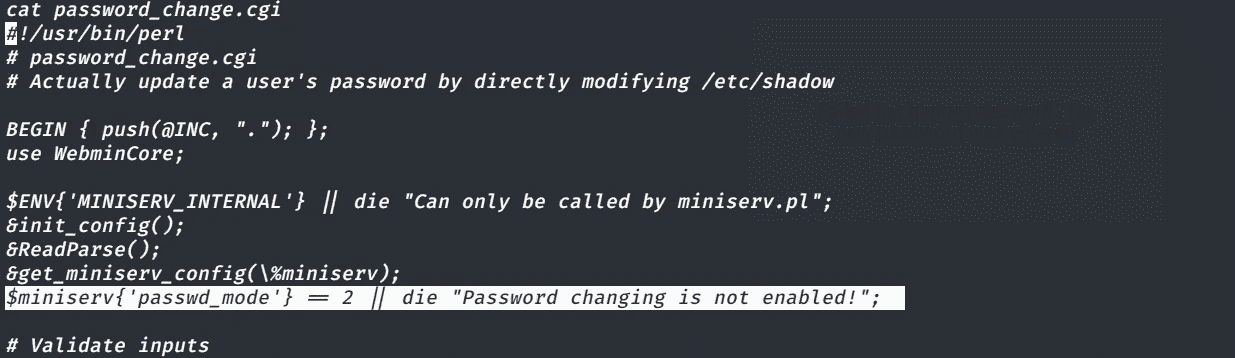 cat password_change.cgi
#!/usr/bin/perl
# password_change.cgi
# Actually update a user's password by directly modifying /etc/shadow
BEGIN { push(@INC, "."); };
use WebminCore;
$ENV{'MINISERV_INTERNAL'} || die "Can only be called by miniserv.pl";
&init_config();
&ReadParse();
&get_miniserv_config(\%miniserv);
$miniserv{'passwd_mode'} == 2 || die "Password changing is not enabled!";
# Validate inputs